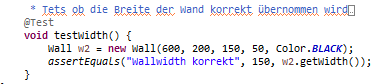 * Tets ob die Breite der Wand korrekt übernommen wird.
@Test
void testWidth() {
Wall w2 = new Wall(600, 200, 150, 50, Color.BLACK);
assertEquals("Wallwidth korrekt", 150, w2.getWidth());
}